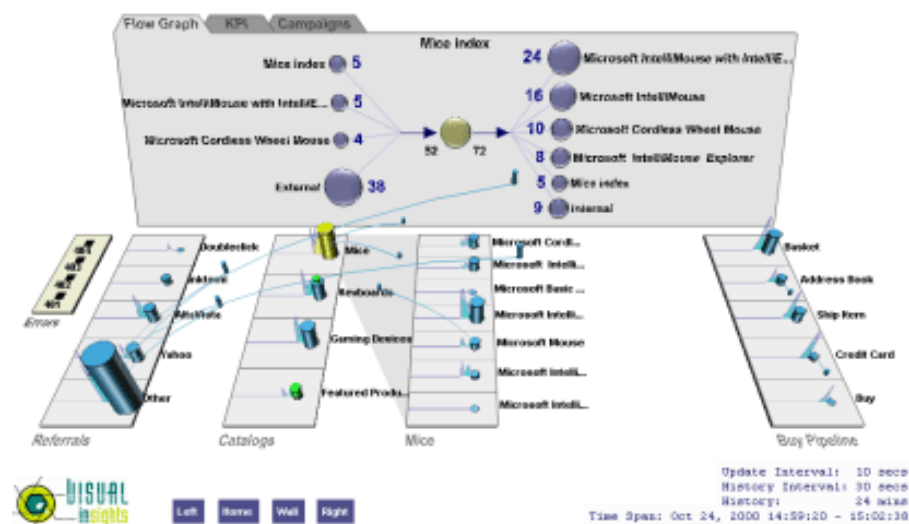 Flow Graph
KPI
Campaigns
Mice index
Mice index 5
Microsoft IntelliMouse with IntelliE... 5
Microsoft Cordless Wheel Mouse 4
External 38
52
72
24 Microsoft IntelliMouse with IntelliE...
16 Microsoft IntelliMouse
10 Microsoft Cordless Wheel Mouse
8 Microsoft IntelliMouse Explorer
5 Mice index
9 Internal
404
403
402
401
Errors
Doubleclick
AltaVista
Yahoo
Other
Referrals
Mice
Keyboards
Gaming Devices
Featured Produ...
Catalogs
Microsoft Cordl...
Microsoft Intelli...
Microsoft Basic ...
Microsoft Intelli...
Microsoft Mouse
Microsoft Intelli...
Microsoft Intelli...
Mice
Basket
Address Book
Ship Item
Credit Card
Buy
Buy Pipeline
VISUAL
insights
Left
Home
Wall
Right
Update Interval: 10 secs
History Interval: 30 secs
History: 24 mins
Time Span: Oct 24, 2000 14:59:20 - 15:02:38